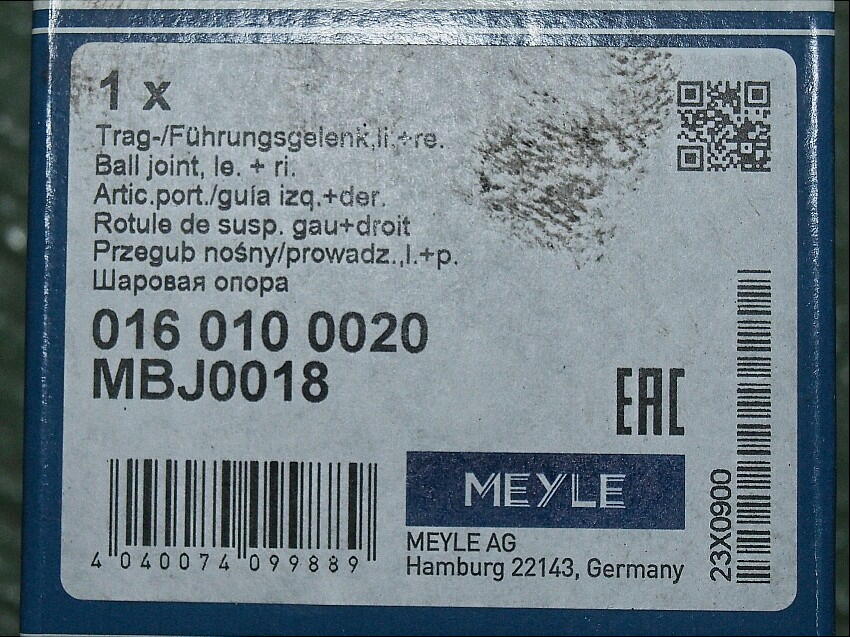 1 x
Trag-/Führungsgelenk,li.+re.
Ball joint, le. + ri.
Artic.port./guía izq.+der.
Rotule de susp. gau+droit
Przegub nośny/prowadz.,l.+p.
Шаровая опора
016 010 0020
MBJ0018
EAC
4 040074 099889
MEYLE
MEYLE AG
Hamburg 22143, Germany
23X0900